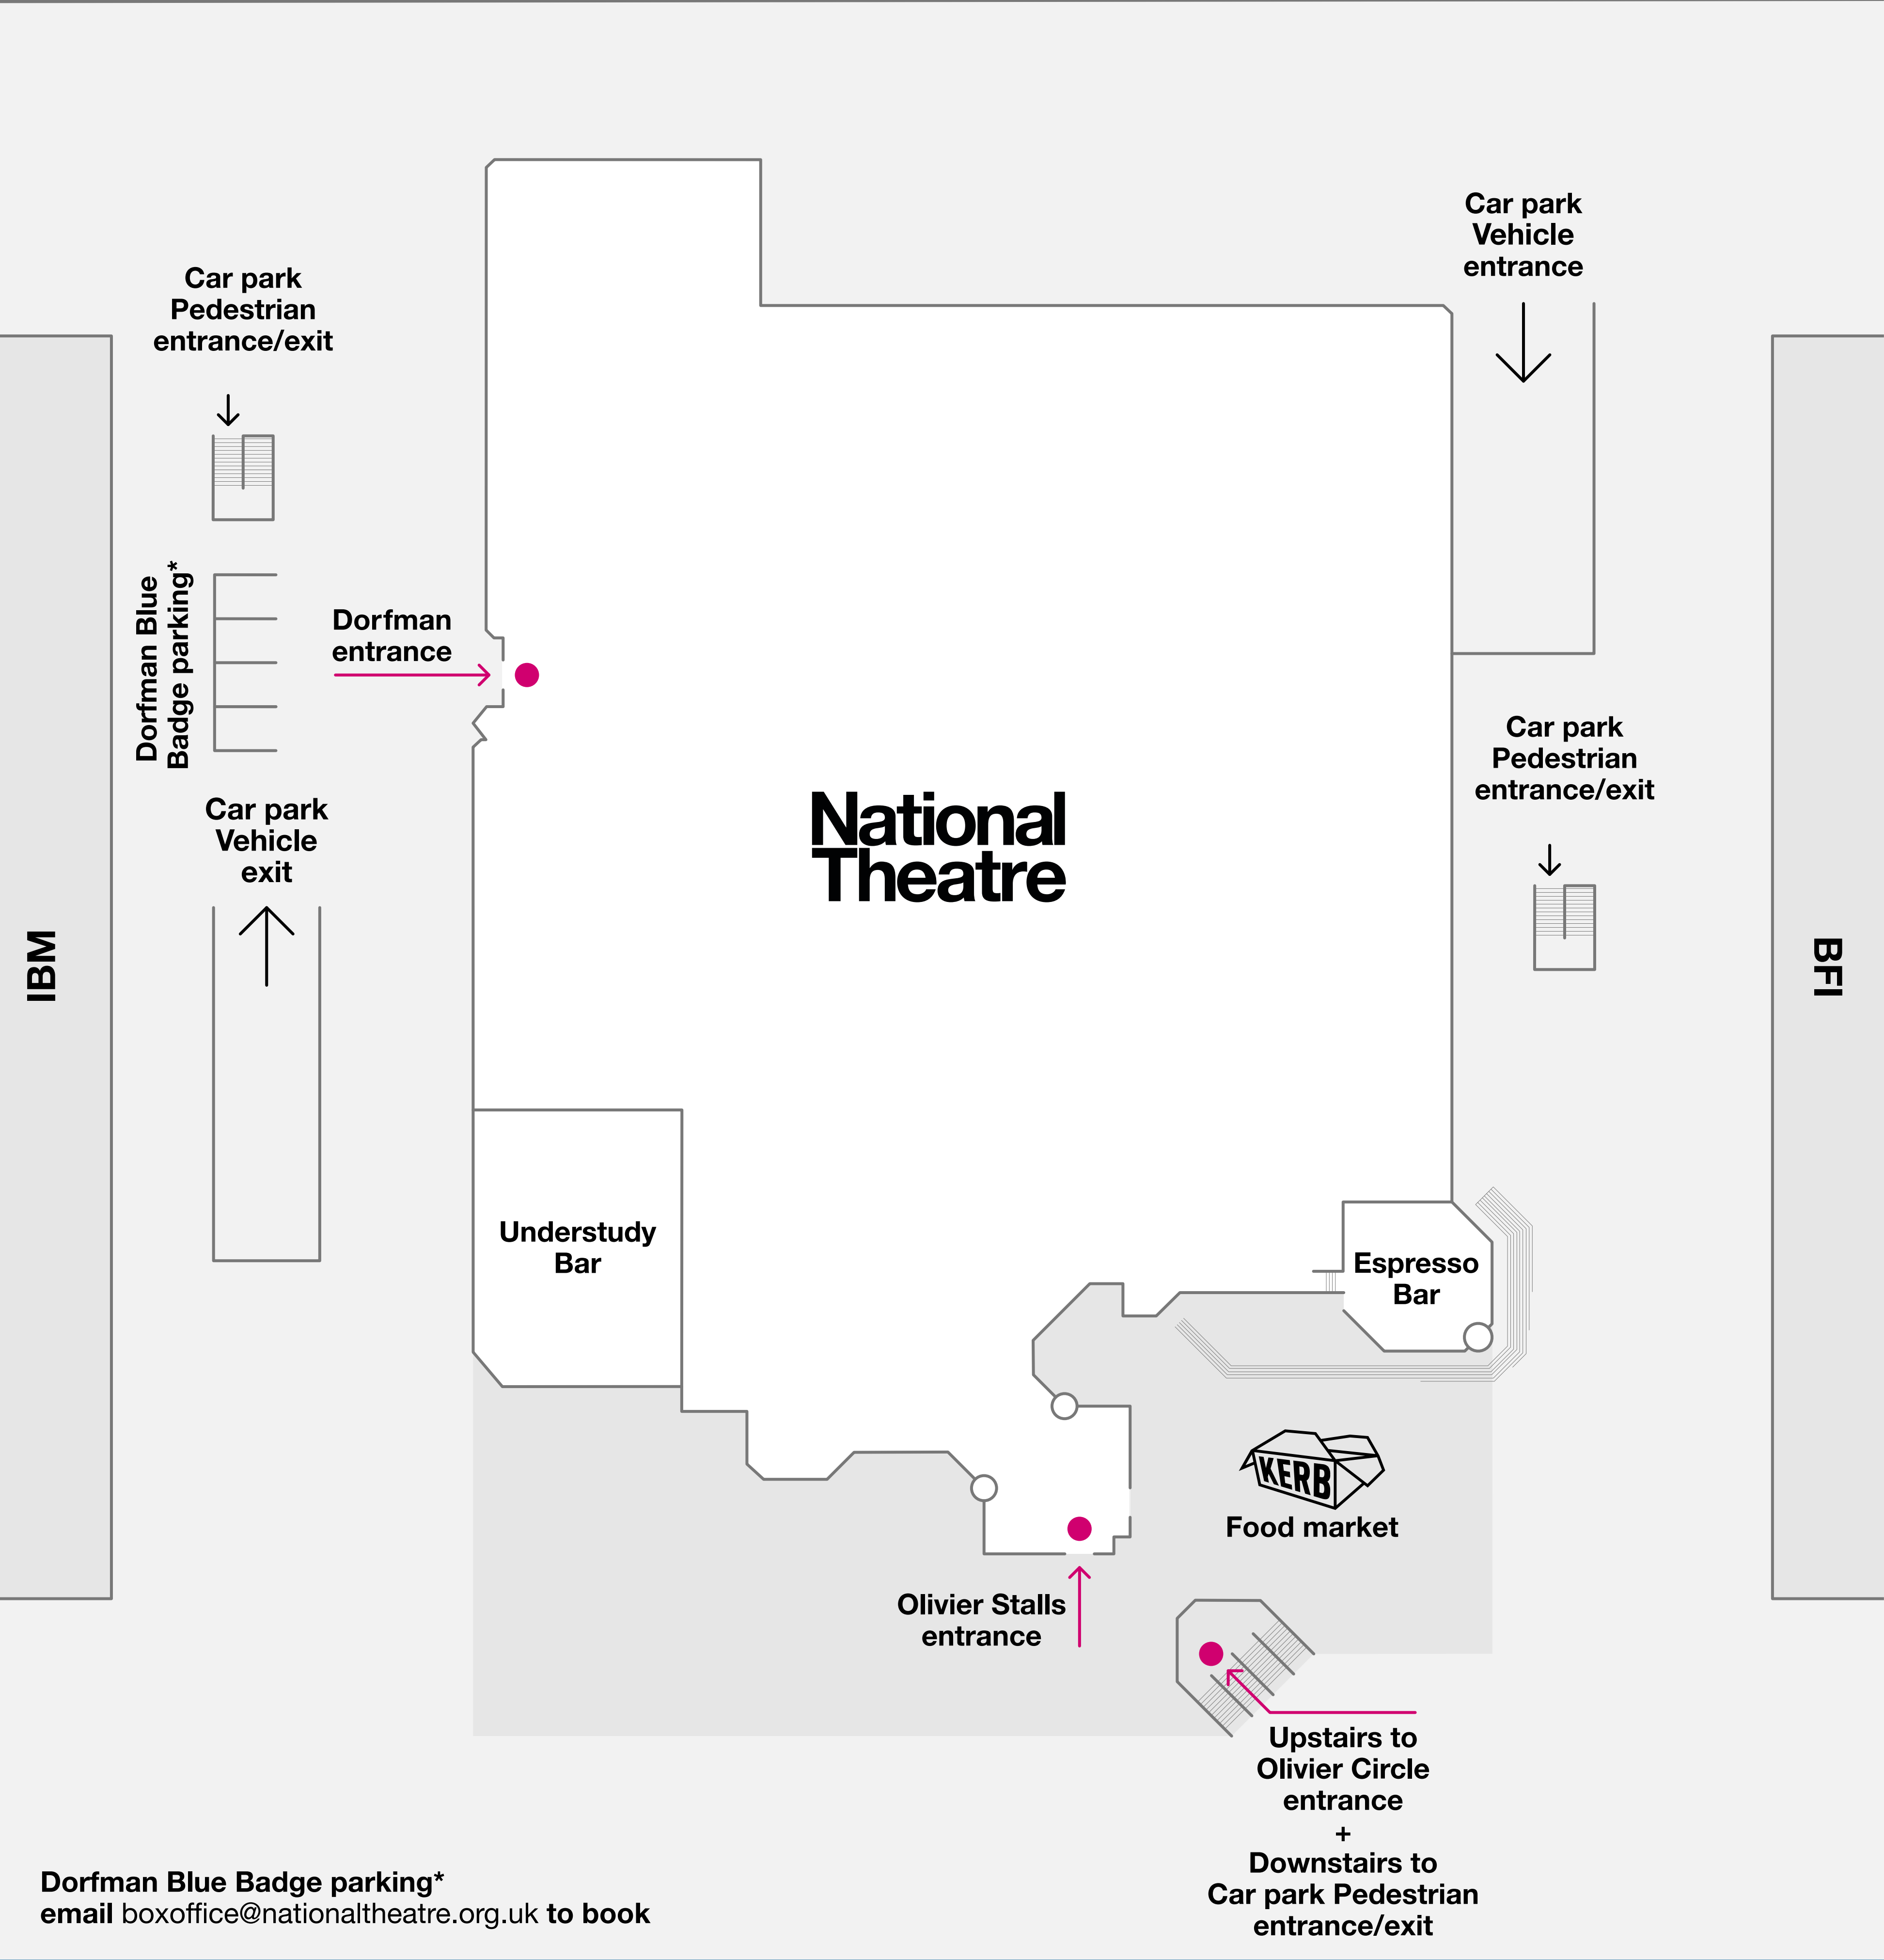 Car park
Vehicle
entrance
Car park
Pedestrian
entrance/exit
Dorfman Blue
Badge parking*
Dorfman
entrance
Car park
Pedestrian
entrance/exit
Car park
Vehicle
exit
National
Theatre
IBM
BFI
Understudy
Bar
Espresso
Bar
KERB
Food market
Olivier Stalls
entrance
Upstairs to
Olivier Circle
entrance
+
Downstairs to
Car park Pedestrian
entrance/exit
Dorfman Blue Badge parking*
email boxoffice@nationaltheatre.org.uk to book